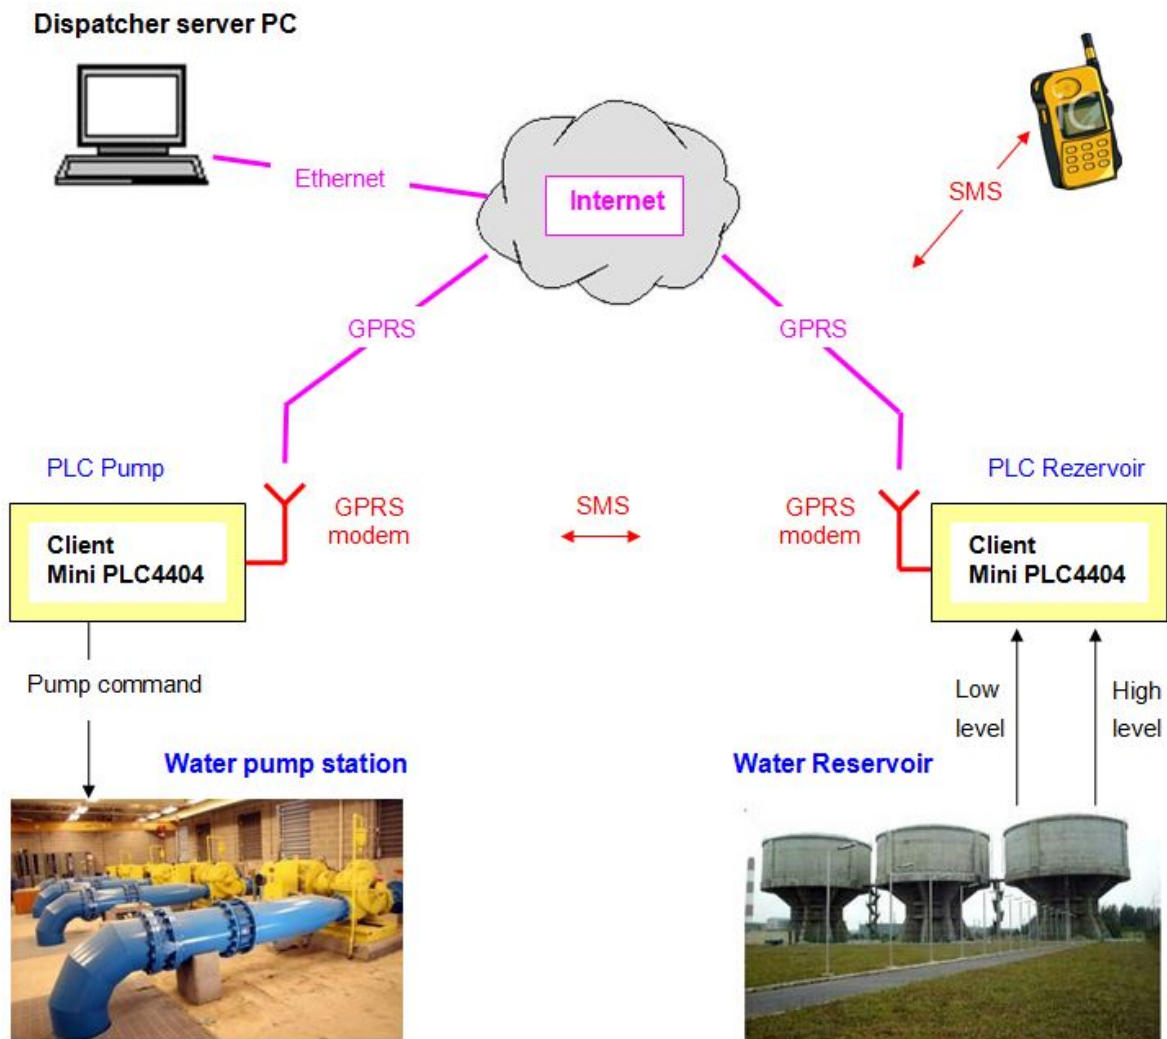 Dispatcher server PC
Ethernet
Internet
SMS
GPRS
GPRS
PLC Pump
PLC Rezervoir
GPRS
modem
SMS
GPRS
modem
Client
Mini PLC4404
Client
Mini PLC4404
Pump command
Low
level
High
level
Water pump station
Water Reservoir